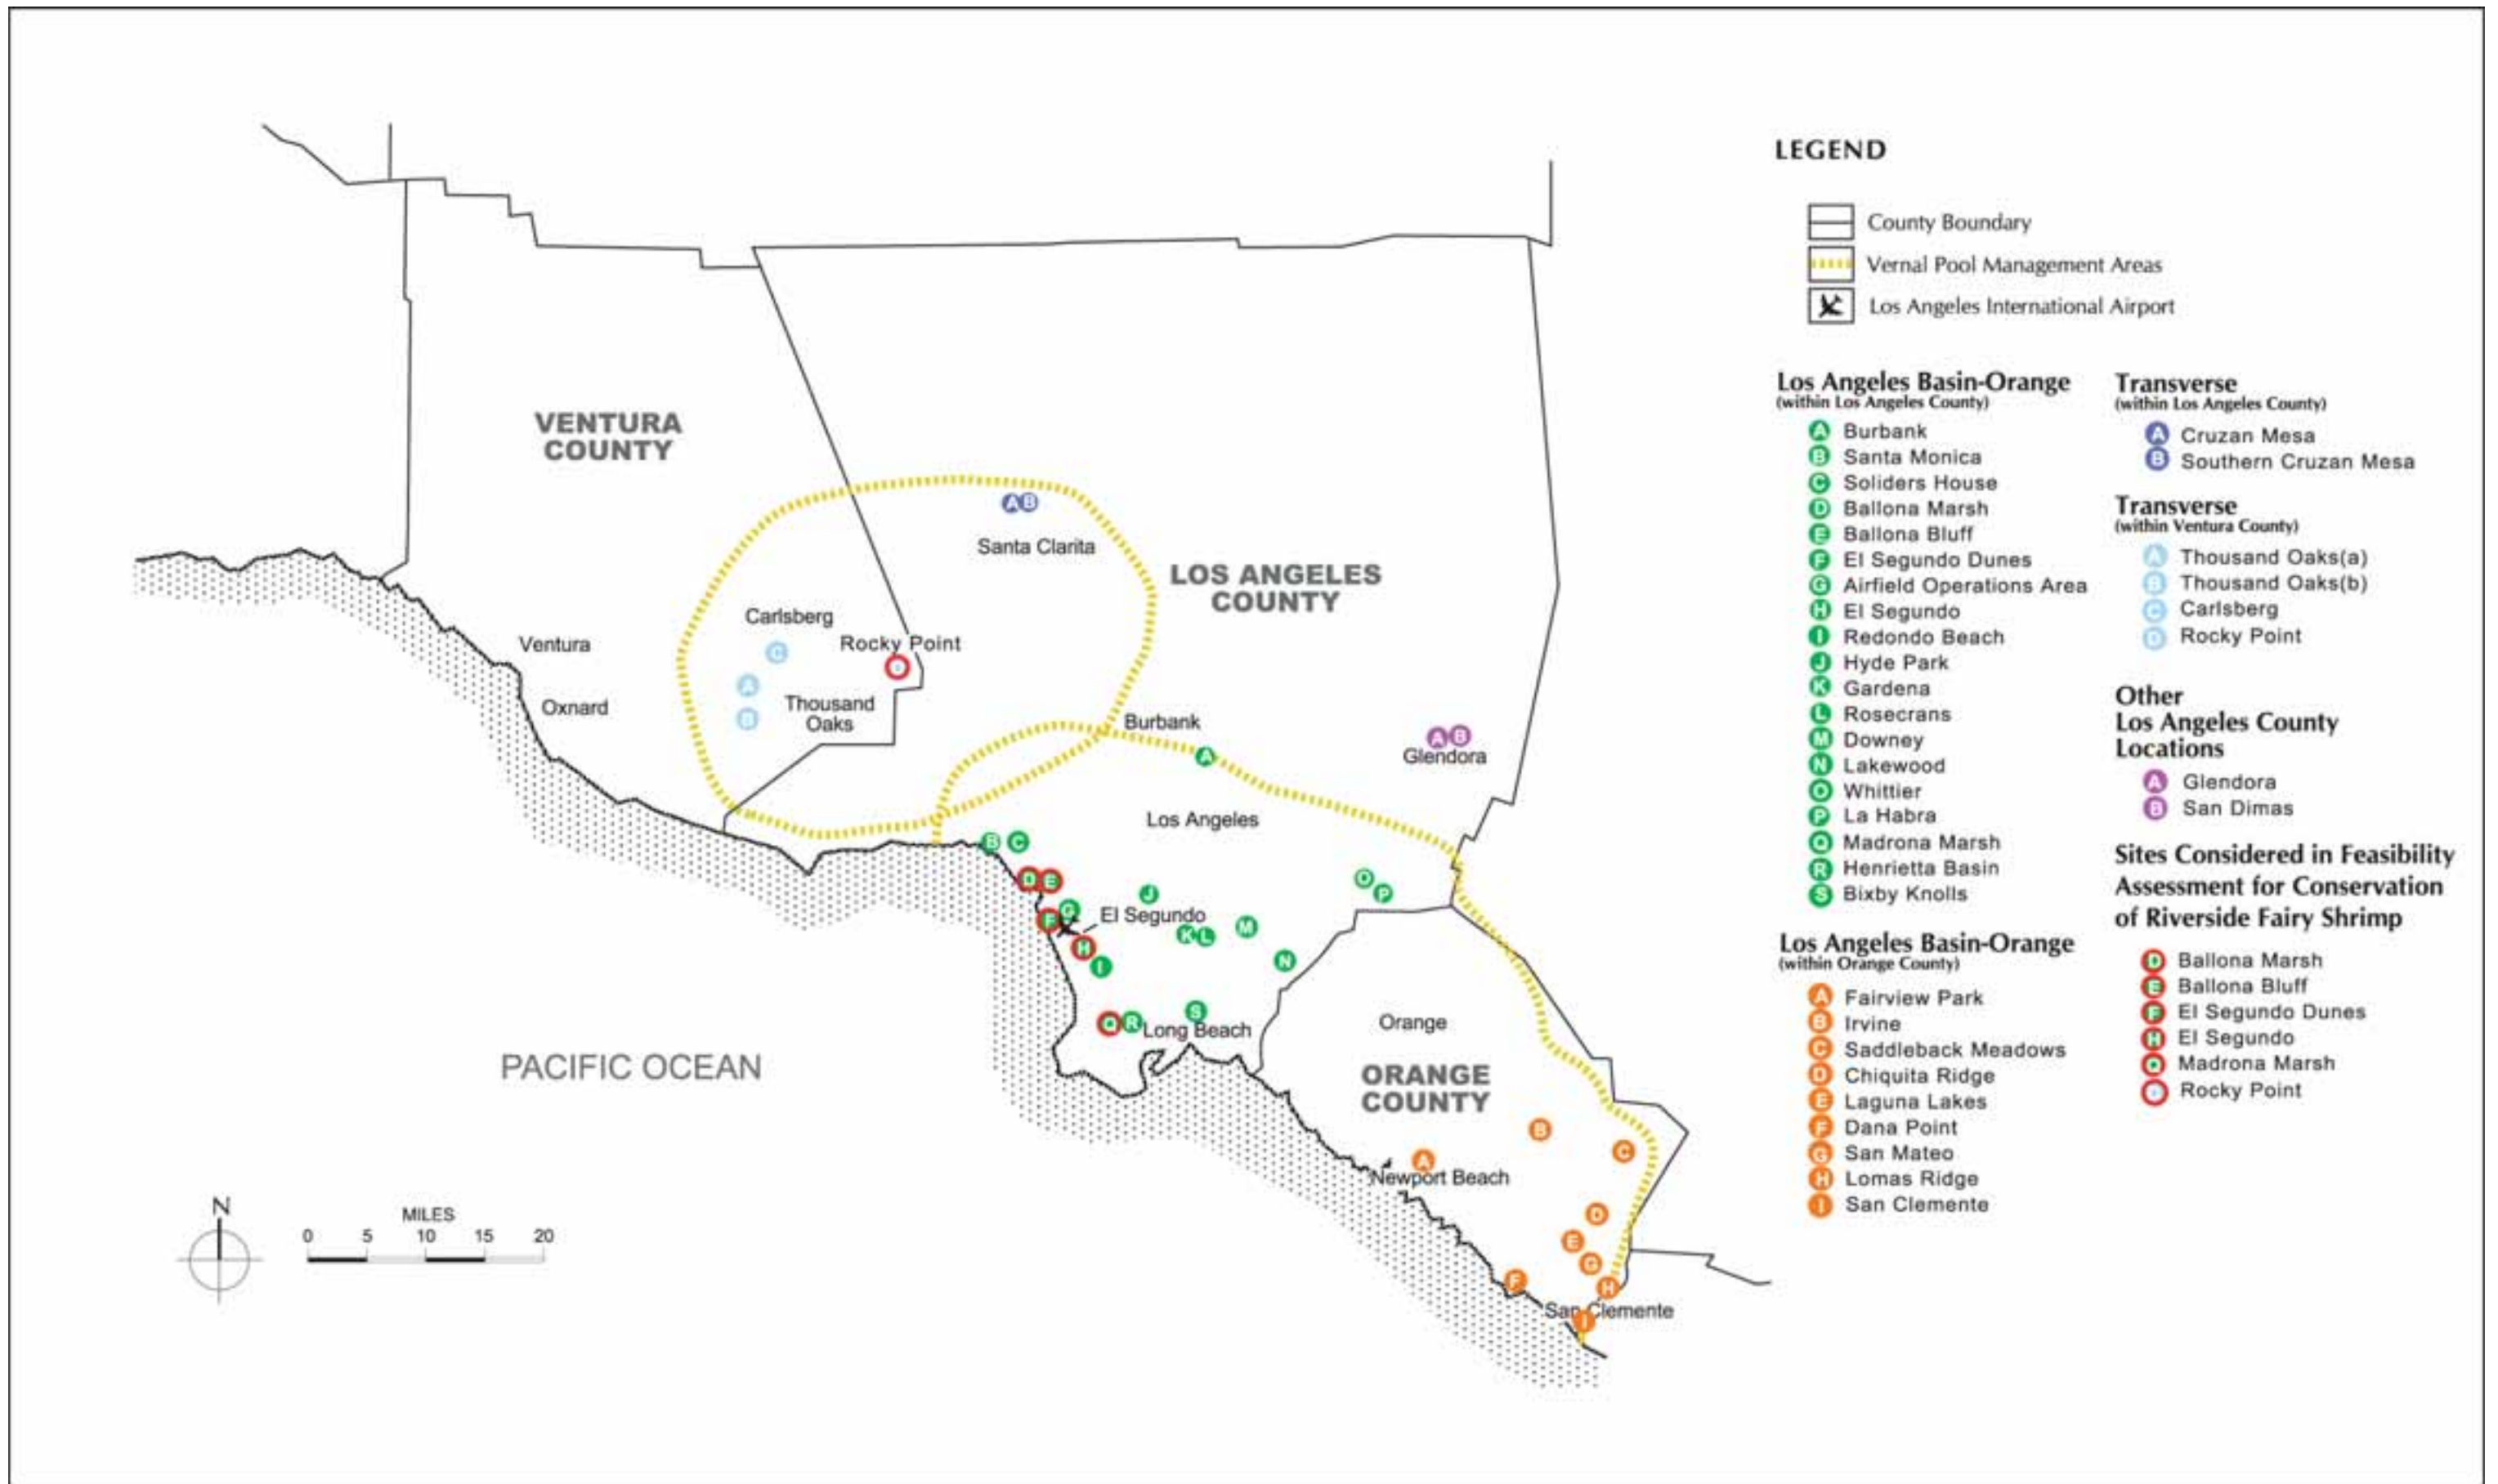 VENTURA
COUNTY
Santa Clarita
LOS ANGELES
COUNTY
Carlsberg
Rocky Point
Ventura
Oxnard
Thousand
Oaks
Burbank
Glendora
Los Angeles
El Segundo
Long Beach
Orange
ORANGE
COUNTY
Newport Beach
San Clemente
PACIFIC OCEAN
A B
C
A
B
A B
A
B C
D E
J
G
F
H
I
K L
M
N
O
P
Q R
S
A
B
C
D
E
G
F
H
I
N
MILES
0 5 10 15 20
LEGEND
County Boundary
Vernal Pool Management Areas
Los Angeles International Airport
Los Angeles Basin-Orange
(within Los Angeles County)
A Burbank
B Santa Monica
C Soliders House
D Ballona Marsh
E Ballona Bluff
F El Segundo Dunes
G Airfield Operations Area
H El Segundo
I Redondo Beach
J Hyde Park
K Gardena
L Rosecrans
M Downey
N Lakewood
O Whittier
P La Habra
Q Madrona Marsh
R Henrietta Basin
S Bixby Knolls
Los Angeles Basin-Orange
(within Orange County)
A Fairview Park
B Irvine
C Saddleback Meadows
D Chiquita Ridge
E Laguna Lakes
F Dana Point
G San Mateo
H Lomas Ridge
I San Clemente
Transverse
(within Los Angeles County)
A Cruzan Mesa
B Southern Cruzan Mesa
Transverse
(within Ventura County)
A Thousand Oaks(a)
B Thousand Oaks(b)
C Carlsberg
D Rocky Point
Other
Los Angeles County
Locations
A Glendora
B San Dimas
Sites Considered in Feasibility
Assessment for Conservation
of Riverside Fairy Shrimp
D Ballona Marsh
E Ballona Bluff
F El Segundo Dunes
H El Segundo
Q Madrona Marsh
Rocky Point